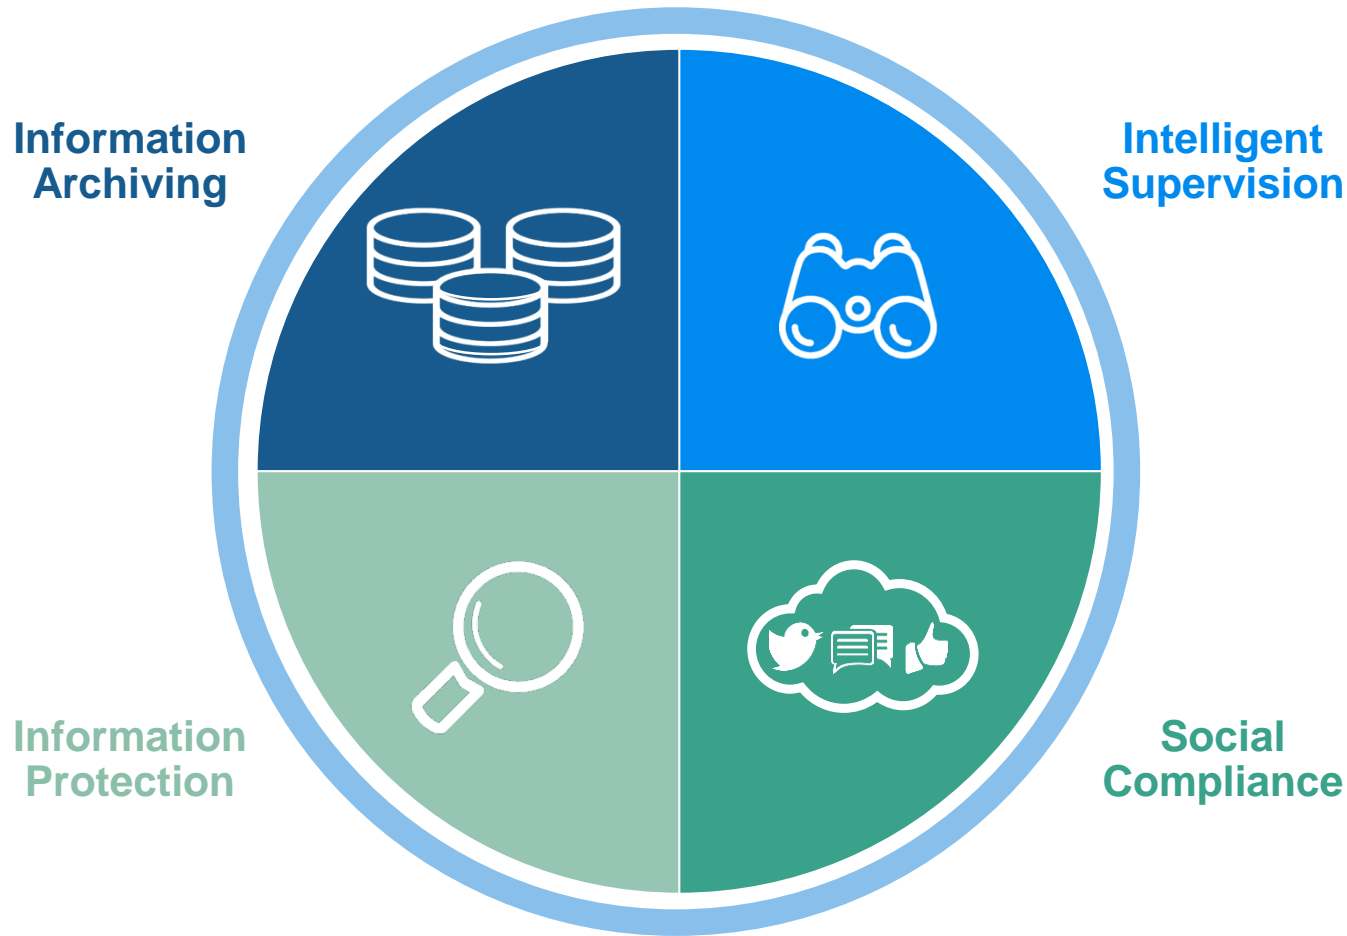 Information
Archiving
Intelligent
Supervision
Information
Protection
Social
Compliance